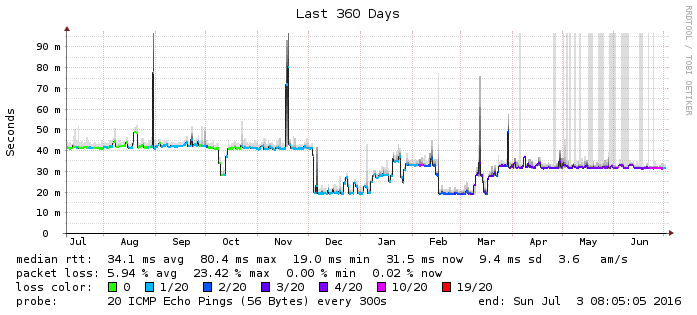 Last 360 Days
RRDTOOL / TOBI OETIKER
Seconds
90 m
80 m
70 m
60 m
50 m
40 m
30 m
20 m
10 m
0
Jul Aug Sep Oct Nov Dec Jan Feb Mar Apr May Jun
median rtt: 34.1 ms avg 80.4 ms max 19.0 ms min 31.5 ms now 9.4 ms sd 3.6 am/s
packet loss: 5.94 % avg 23.42 % max 0.00 % min 0.02 % now
loss color: 0 1/20 2/20 3/20 4/20 10/20 19/20
probe: 20 ICMP Echo Pings (56 Bytes) every 300s end: Sun Jul 3 08:05:05 2016